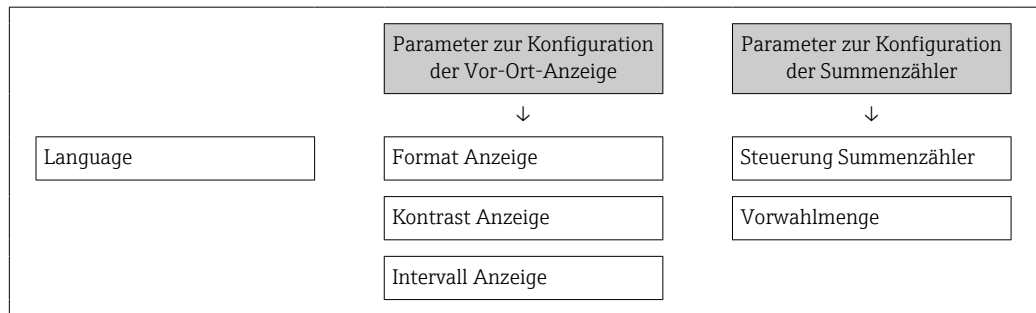 Parameter zur Konfiguration
der Vor-Ort-Anzeige
Parameter zur Konfiguration
der Summenzähler
↓
↓
Language
Format Anzeige
Steuerung Summenzähler
Kontrast Anzeige
Vorwahlmenge
Intervall Anzeige